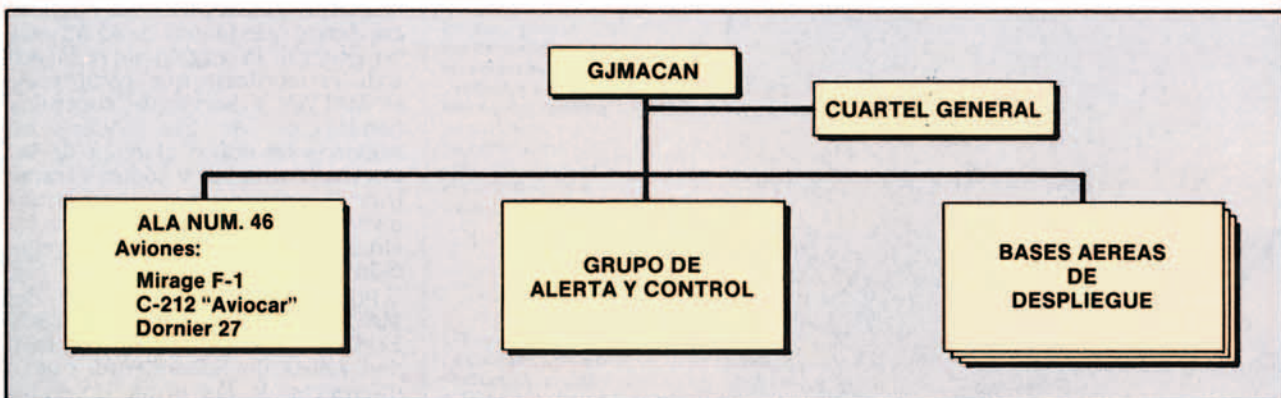 GJMACAN
CUARTEL GENERAL
ALA NUM. 46
Aviones:
Mirage F-1
C-212 "Aviocar"
Dornier 27
GRUPO DE
ALERTA Y CONTROL
BASES AEREAS
DE
DESPLIEGUE